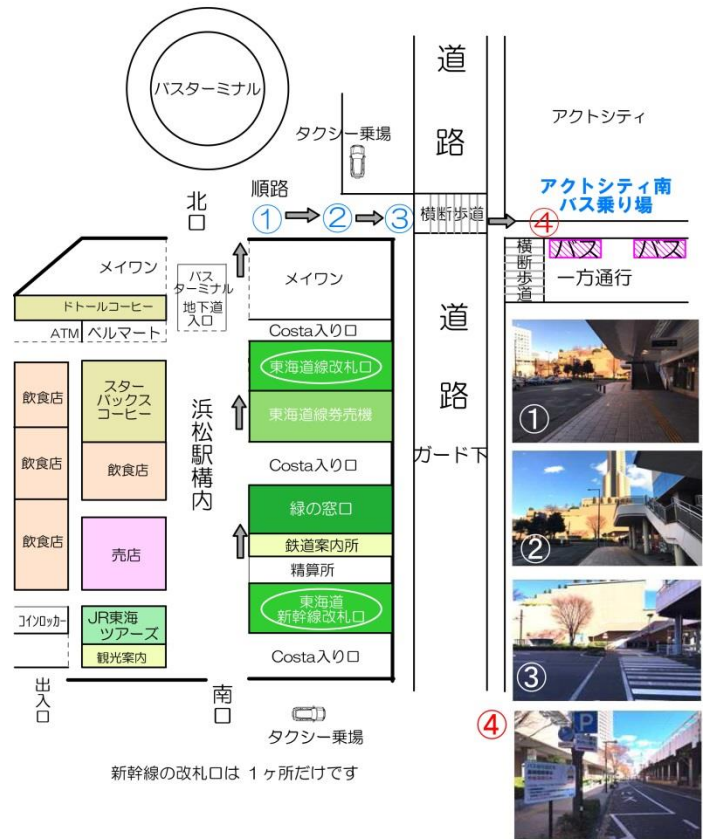 バスターミナル
道
路
アクトシティ
タクシー乗場
北
口
順路
①
②
③
横断歩道
④
アクトシティ南
バス乗り場
バス
バス
横
断
歩
道
一方通行
メイワン
バス
ターミナル
地下道
入口
メイワン
ドトールコーヒー
ATM
ベルマート
Costa入り口
道
路
ガード下
飲食店
スター
バックス
コーヒー
東海道線改札口
東海道線券売機
浜松駅構内
飲食店
飲食店
Costa入り口
緑の窓口
飲食店
売店
鉄道案内所
精算所
東海道
新幹線改札口
コインロッカー
JR東海
ツアーズ
観光案内
Costa入り口
出入口
南
口
タクシー乗場
新幹線の改札口は 1ヶ所だけです
①
②
③
④
P